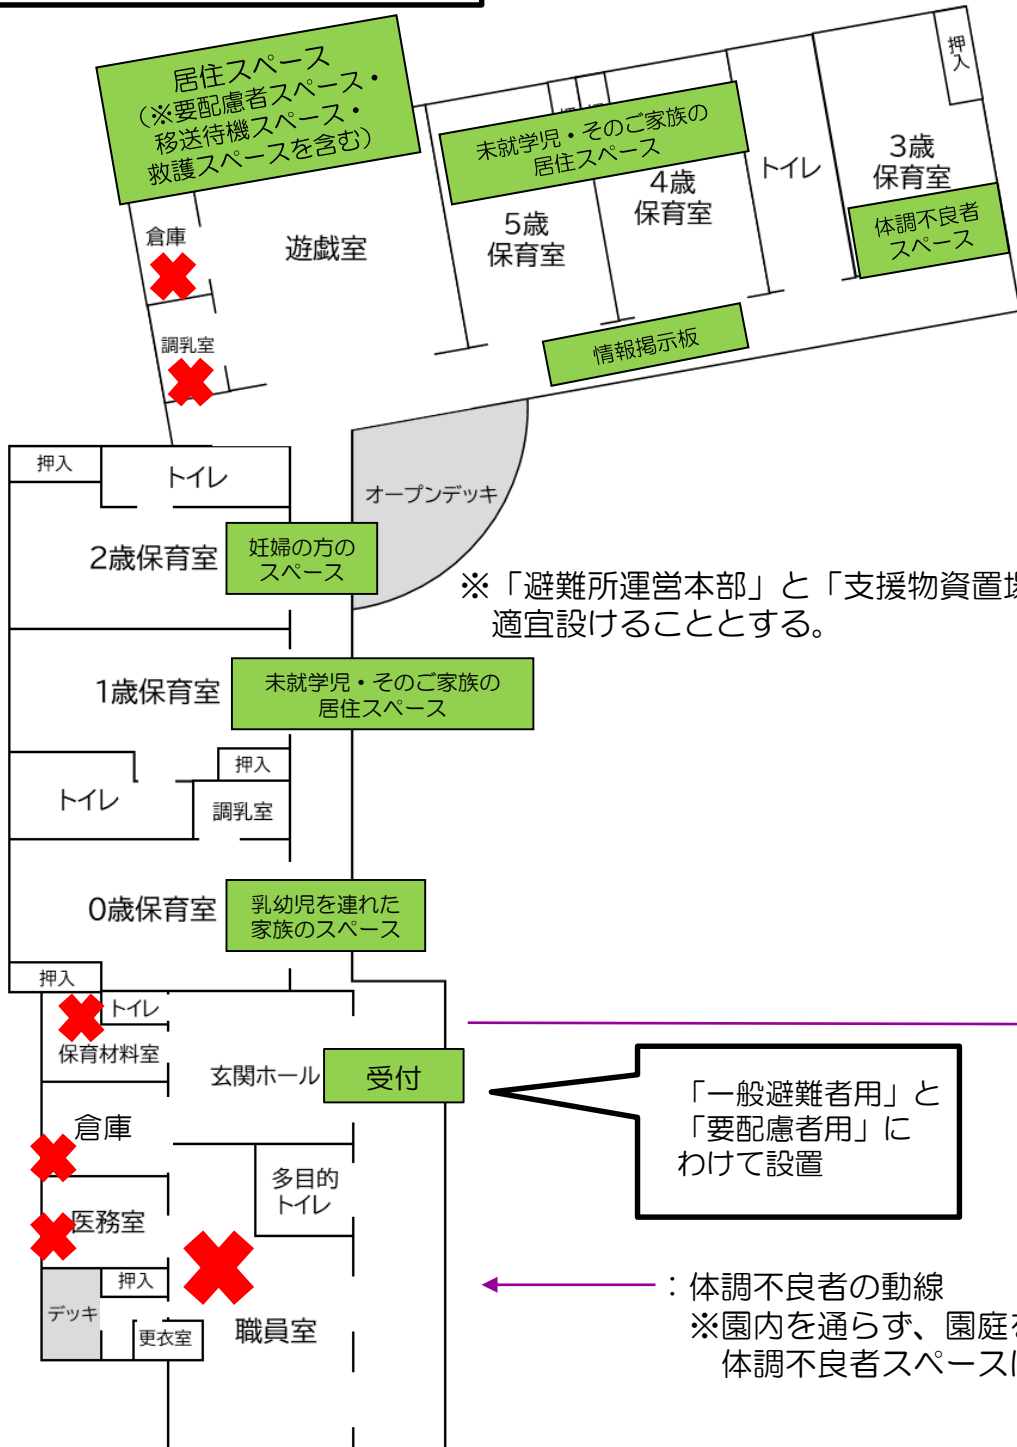 居住スペース
(※要配慮者スペース・
移送待機スペース・
救護スペースを含む)
押入
未就学児・そのご家族の
居住スペース
トイレ
3歳
保育室
4歳
保育室
5歳
保育室
体調不良者
スペース
倉庫
遊戯室
調乳室
情報掲示板
押入
トイレ
オープンデッキ
2歳保育室
妊婦の方の
スペース
※「避難所運営本部」と「支援物資置場
適宜設けることとする。
1歳保育室
未就学児・そのご家族の
居住スペース
押入
トイレ
調乳室
0歳保育室
乳幼児を連れた
家族のスペース
押入
トイレ
保育材料室
玄関ホール
受付
「一般避難者用」と
「要配慮者用」に
わけて設置
倉庫
多目的
トイレ
医務室
押入
デッキ
更衣室
職員室
：体調不良者の動線
※園内を通らず、園庭を
体調不良者スペースに